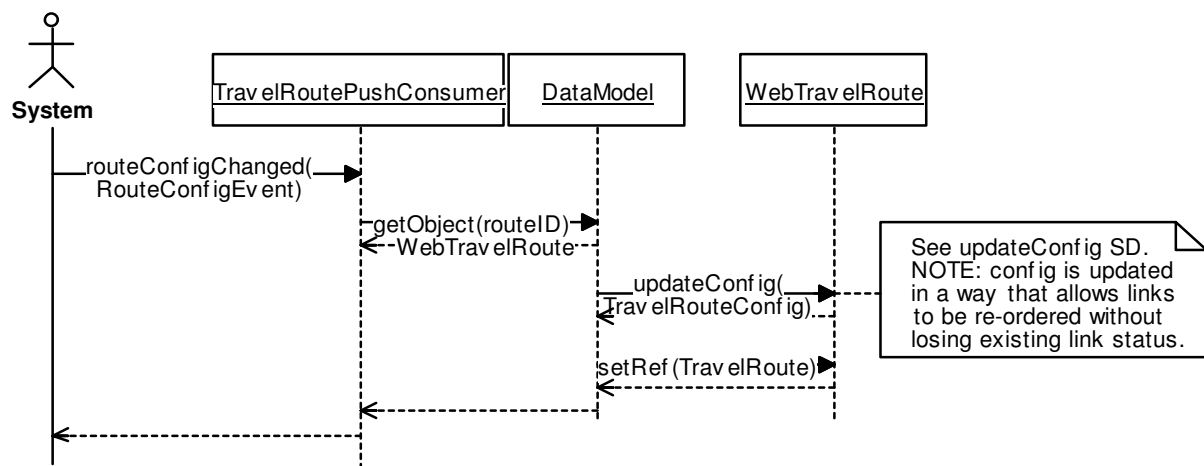 System
TravelRoutePushConsumer
DataModel
WebTravelRoute
routeConfigChanged(
RouteConfigEvent)
getObject(routeID)
WebTravelRoute
updateConfig(
TravelRouteConfig)
See updateConfig SD.
NOTE: config is updated
in a way that allows links
to be re-ordered without
losing existing link status.
setRef(TravelRoute)